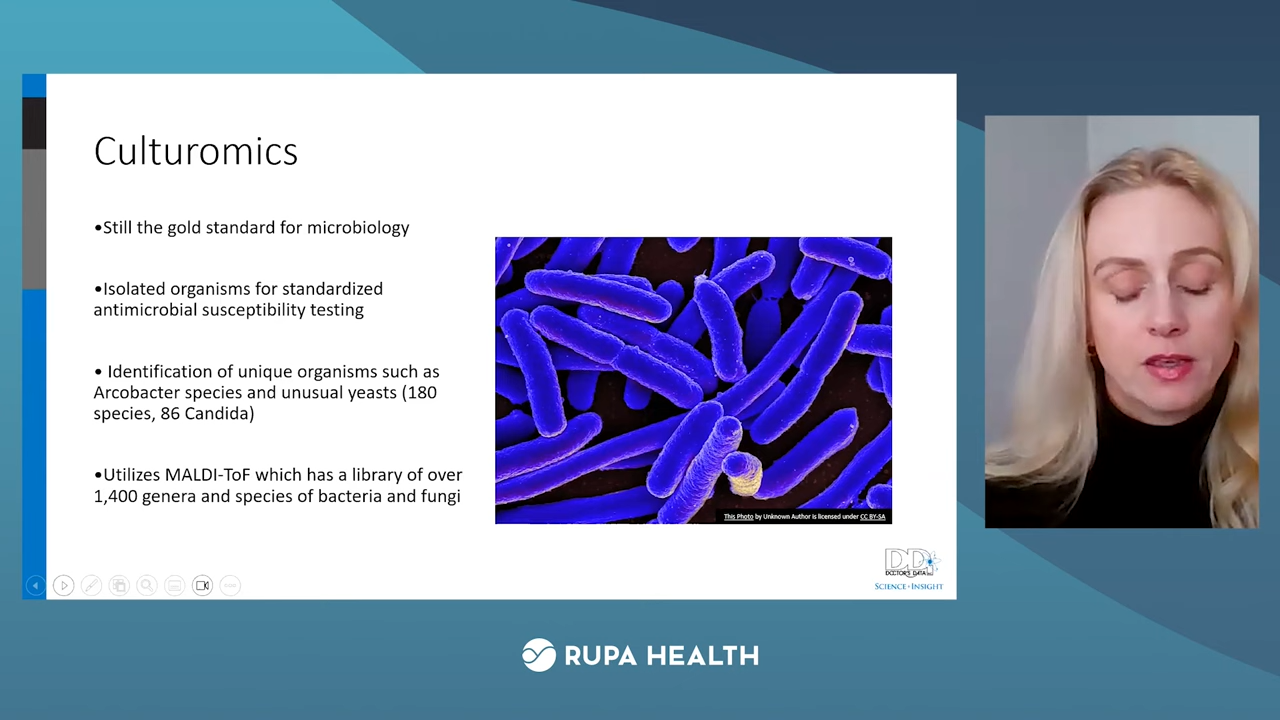 Culturomics
•Still the gold standard for microbiology
•Isolated organisms for standardized
antimicrobial susceptibility testing
• Identification of unique organisms such as
Arcobacter species and unusual yeasts (180
species, 86 Candida)
•Utilizes MALDI-ToF which has a library of over
1,400 genera and species of bacteria and fungi
This Photo by Unknown Author is licensed under CC BY-SA
DDI
DOCTOR'S DATA
SCIENCE + INSIGHT
RUPA HEALTH